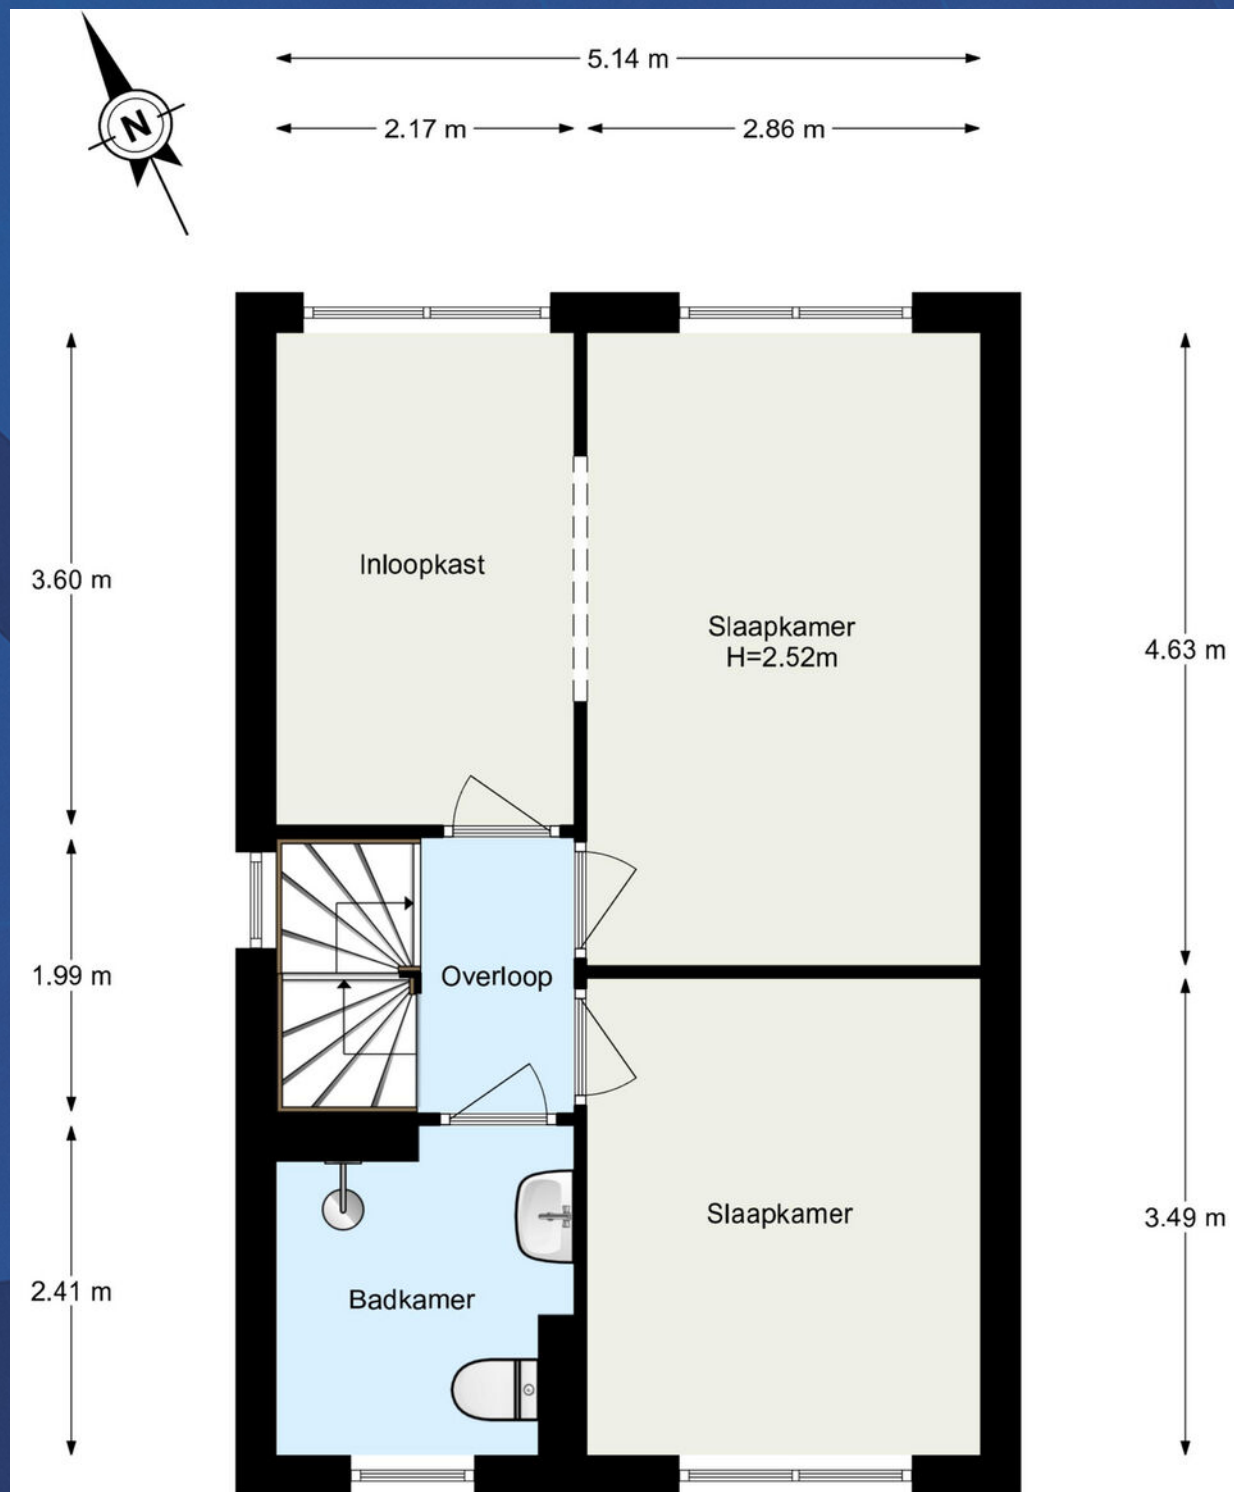 5.14 m
2.17 m
2.86 m
N
3.60 m
Inloopkast
Slaapkamer
H=2.52m
4.63 m
1.99 m
Overloop
Slaapkamer
3.49 m
2.41 m
Badkamer